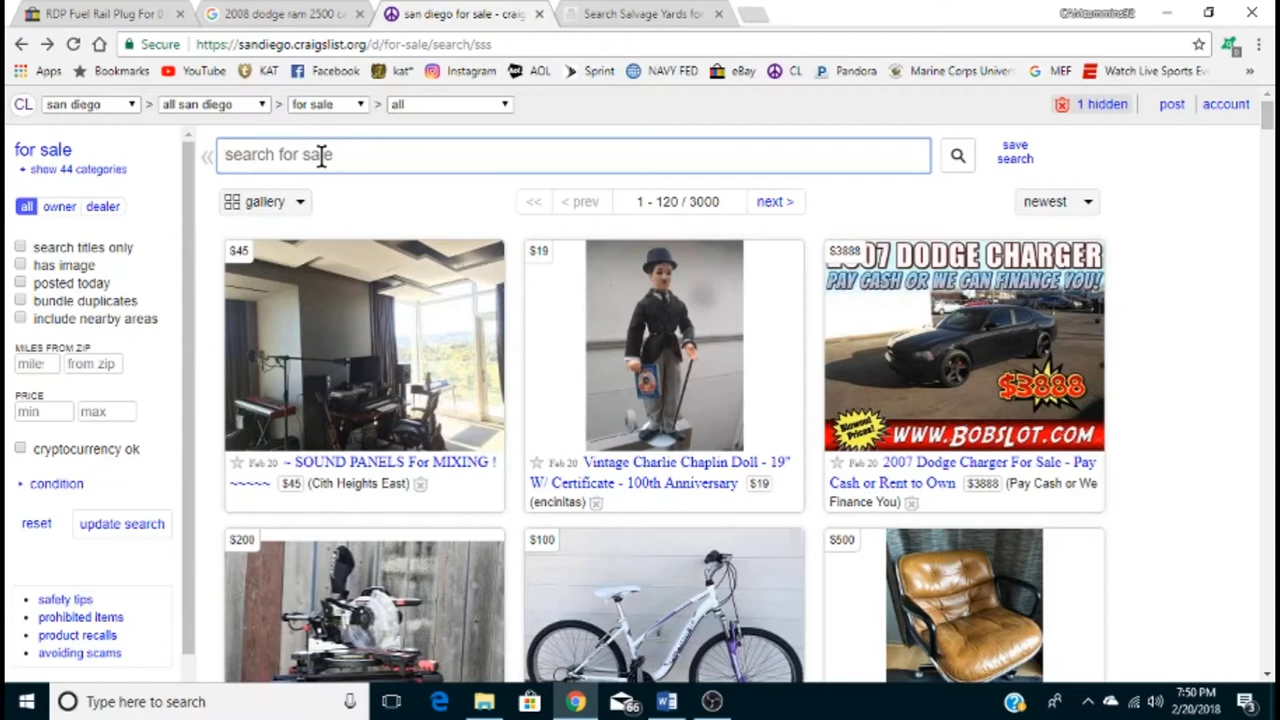 RDP Fuel Rail Plug For 0
2008 dodge ram 2500 ca
san diego for sale - craig
Search Salvage Yards for
CAMcummins92
Secure
https://sandiego.craigslist.org/d/for-sale/search/sss
Apps
Bookmarks
YouTube
KAT
Facebook
kat*
Instagram
AOL
Sprint
NAVY FED
eBay
CL
Pandora
Marine Corps Univer
MEF
Watch Live Sports Ev
CL
san diego
>
all san diego
>
for sale
>
all
1 hidden
post
account
for sale
+ show 44 categories
all owner dealer
search titles only
has image
posted today
bundle duplicates
include nearby areas
MILES FROM ZIP
mile: from zip
PRICE
min max
cryptocurrency ok
condition
reset
update search
safety tips
prohibited items
product recalls
avoiding scams
search for sale
save
search
gallery
<< < prev 1 - 120 / 3000 next >
newest
$45
Feb 20 ~ SOUND PANELS For MIXING !
~~~~~ $45 (Cith Heights East)
$19
Feb 20 Vintage Charlie Chaplin Doll - 19"
W/ Certificate - 100th Anniversary $19
(encinitas)
$3888
07 DODGE CHARGER
PAY CASH OR WE CAN FINANCE YOU!
$3888
Blowout
Prices!
WWW.BOBSLOT.COM
Feb 20 2007 Dodge Charger For Sale - Pay
Cash or Rent to Own $3888 (Pay Cash or We
Finance You)
$200
$100
$500
Type here to search
66
7:50 PM
2/20/2018
3